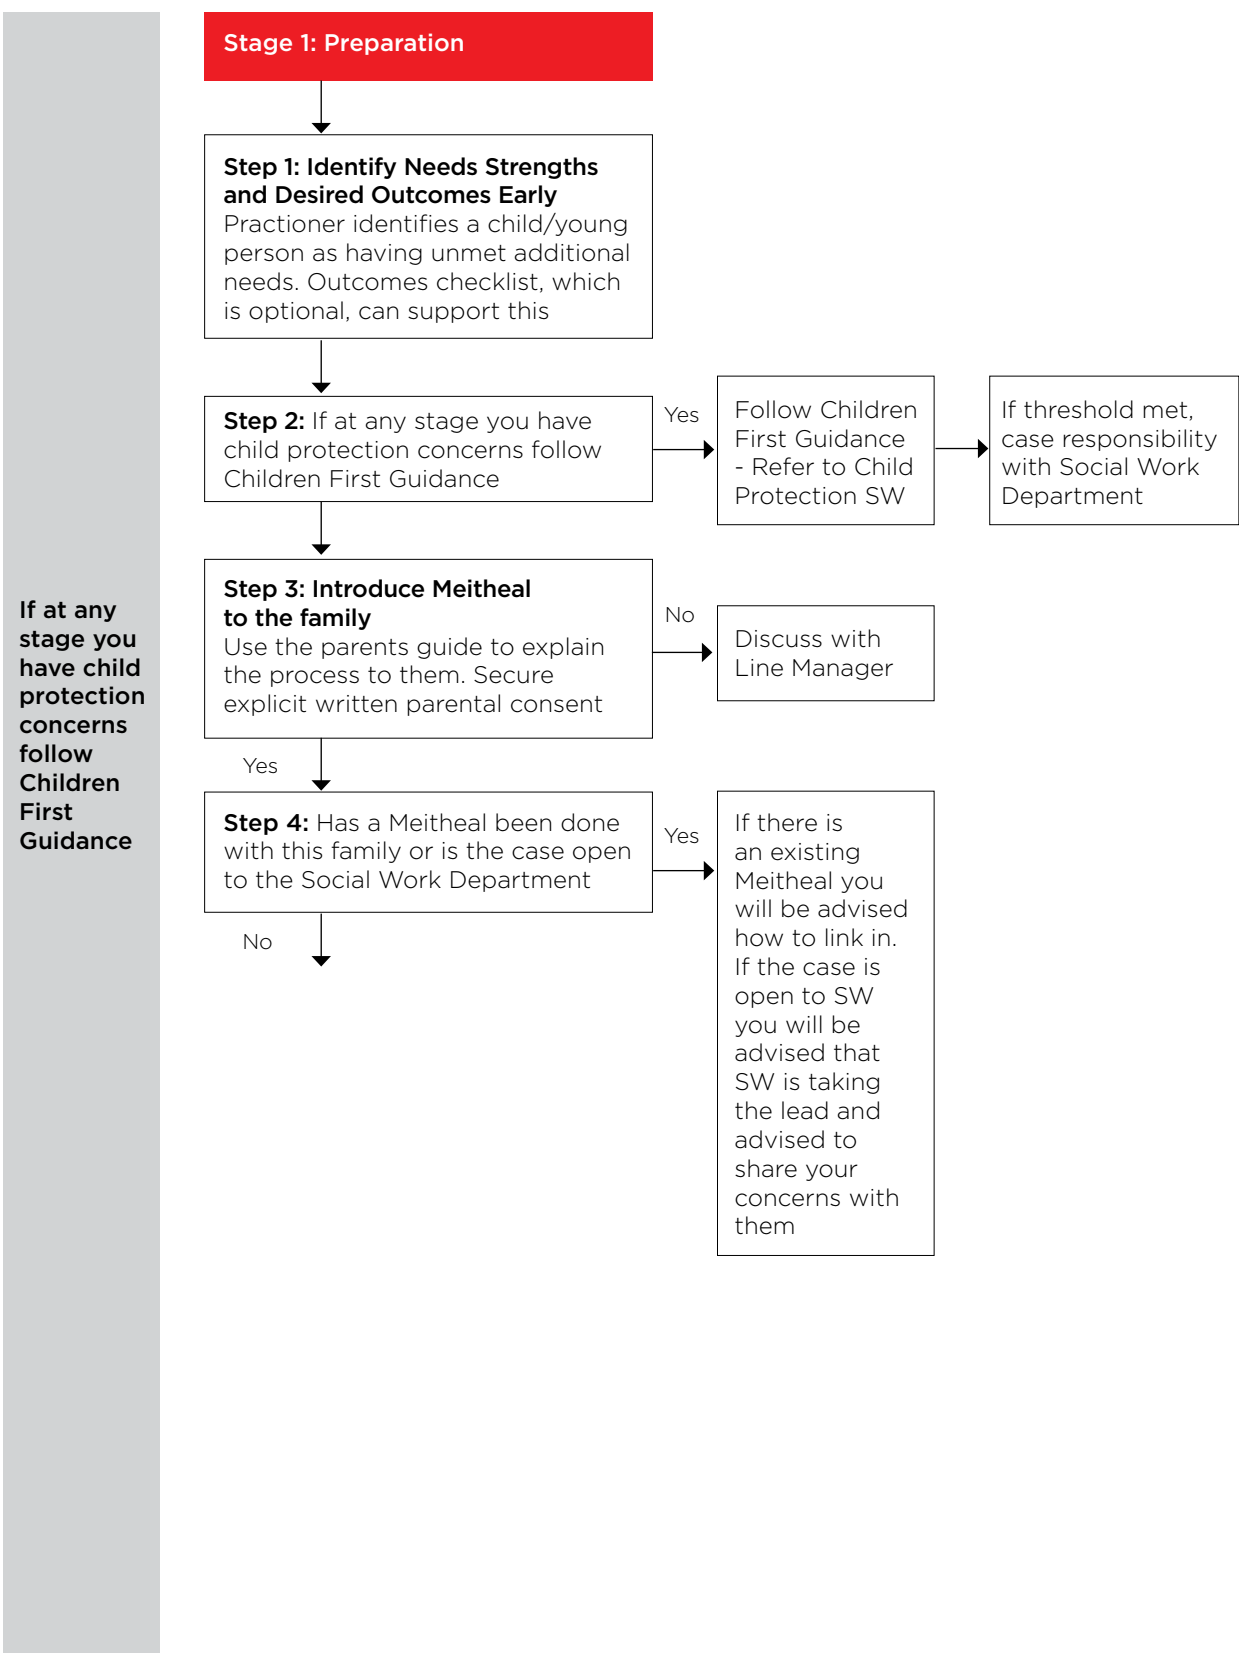 Stage 1: Preparation
Step 1: Identify Needs Strengths
and Desired Outcomes Early
Practioner identifies a child/young
person as having unmet additional
needs. Outcomes checklist, which
is optional, can support this
Step 2: If at any stage you have
child protection concerns follow
Children First Guidance
Yes
Follow Children
First Guidance
- Refer to Child
Protection SW
If threshold met,
case responsibility
with Social Work
Department
Step 3: Introduce Meitheal
to the family
Use the parents guide to explain
the process to them. Secure
explicit written parental consent
No
Discuss with
Line Manager
Yes
Step 4: Has a Meitheal been done
with this family or is the case open
to the Social Work Department
Yes
If there is
an existing
Meitheal you
will be advised
how to link in.
If the case is
open to SW
you will be
advised that
SW is taking
the lead and
advised to
share your
concerns with
them
No
If at any
stage you
have child
protection
concerns
follow
Children
First
Guidance